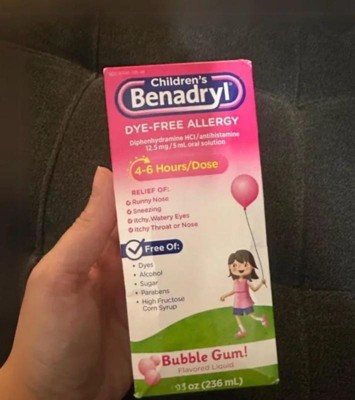 Children's
Benadryl
DYE-FREE ALLERGY
Diphenhydramine HCl/antihistamine
12.5 mg/5 mL oral solution
4-6 Hours/Dose
RELIEF OF:
Runny Nose
Sneezing
Itchy, Watery Eyes
Itchy Throat or Nose
Free Of:
• Dyes
• Alcohol
• Sugar
• Parabens
• High Fructose
Corn Syrup
Bubble Gum!
Flavored Liquid
oz (236 mL)